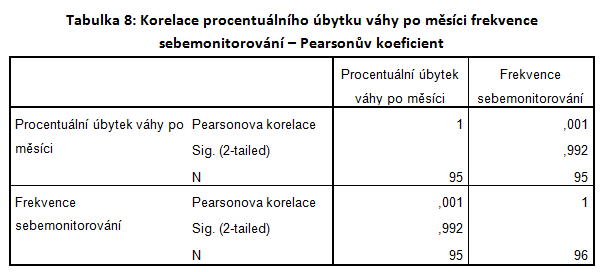 Tabulka 8: Korelace procentuálního úbytku váhy po měsíci frekvence
sebemonitorování – Pearsonův koeficient
Procentuální úbytek
váhy po měsíci
Frekvence
sebemonitorování
Procentuální úbytek váhy po
měsíci
Pearsonova korelace 1 ,001
Sig. (2-tailed) ,992
N 95 95
Frekvence
sebemonitorování
Pearsonova korelace ,001 1
Sig. (2-tailed) ,992
N 95 96